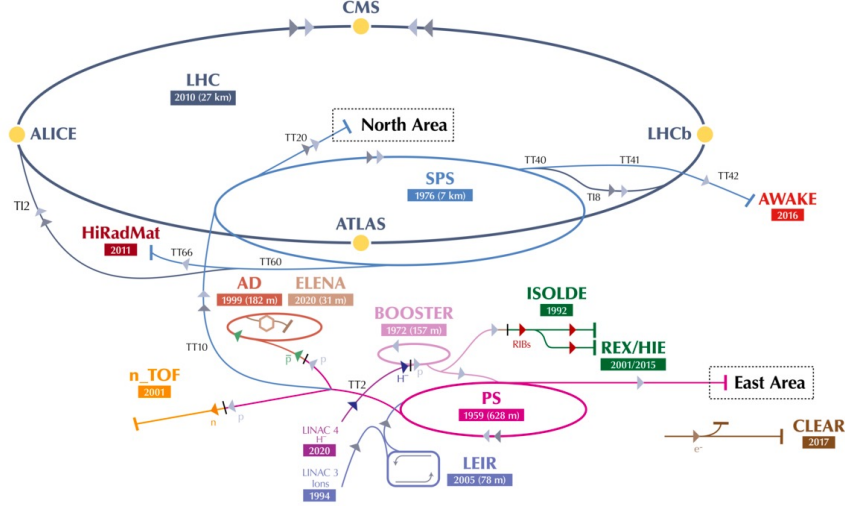 CMS
LHC
2010 (27 km)
ALICE
LHCb
TT20
North Area
TT40
TT41
TT42
SPS
1976 (7 km)
TI8
AWAKE
2016
TI2
ATLAS
HiRadMat
2011
TT66
TT60
AD
1999 (182 m)
ELENA
2020 (31 m)
ISOLDE
1992
BOOSTER
1972 (157 m)
RIBs
REX/HIE
2001/2015
TT10
p̅
p
TT2
H⁻
p
East Area
n_TOF
2001
n
p
PS
1959 (628 m)
LINAC 4
H⁻
2020
CLEAR
2017
e⁻
LINAC 3
Ions
1994
LEIR
2005 (78 m)